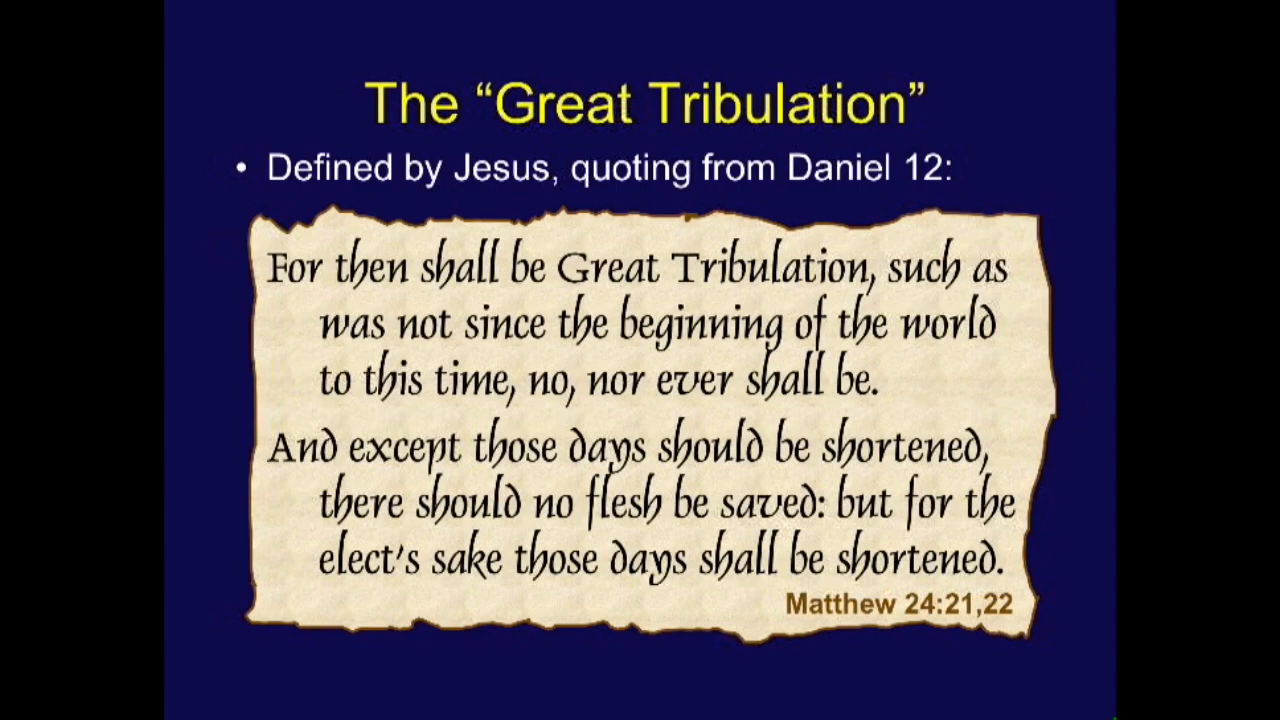 The “Great Tribulation”
• Defined by Jesus, quoting from Daniel 12:
For then shall be Great Tribulation, such as
was not since the beginning of the world
to this time, no, nor ever shall be.
And except those days should be shortened,
there should no flesh be saved: but for the
elect's sake those days shall be shortened.
Matthew 24:21,22